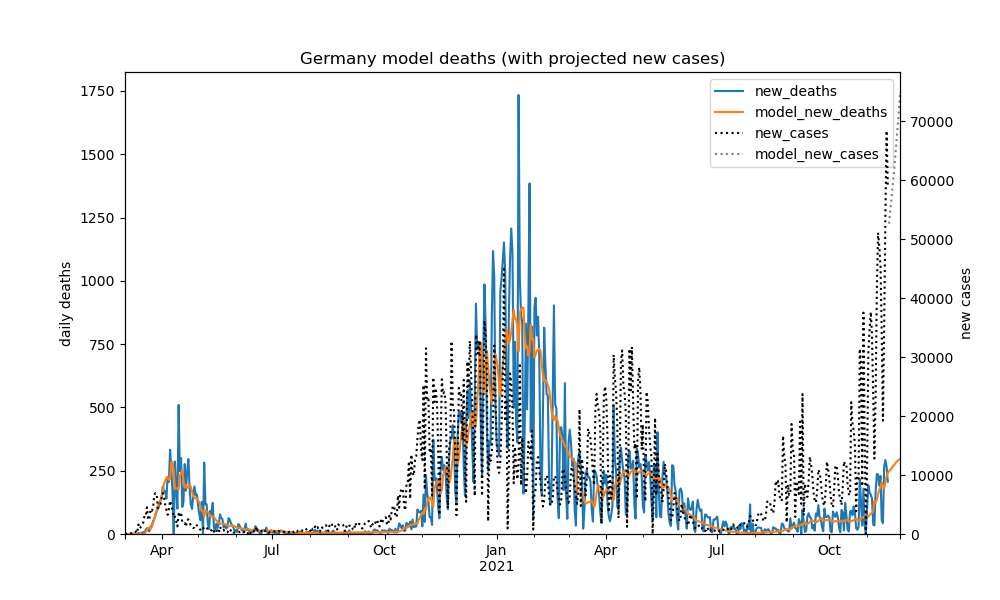 Germany model deaths (with projected new cases)
new_deaths
model_new_deaths
new_cases
model_new_cases
daily deaths
1750
1500
1250
1000
750
500
250
0
new cases
70000
60000
50000
40000
30000
20000
10000
0
Apr
Jul
Oct
Jan
2021
Apr
Jul
Oct